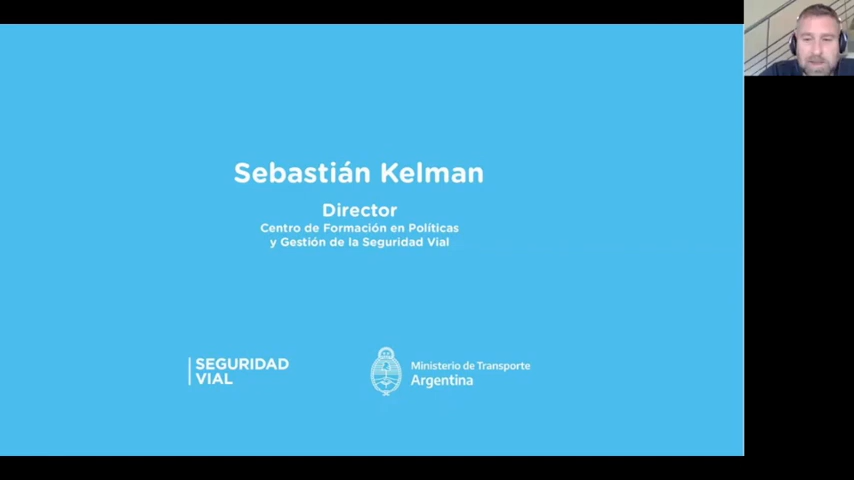 Sebastián Kelman
Director
Centro de Formación en Políticas
y Gestión de la Seguridad Vial
SEGURIDAD
VIAL
Ministerio de Transporte
Argentina